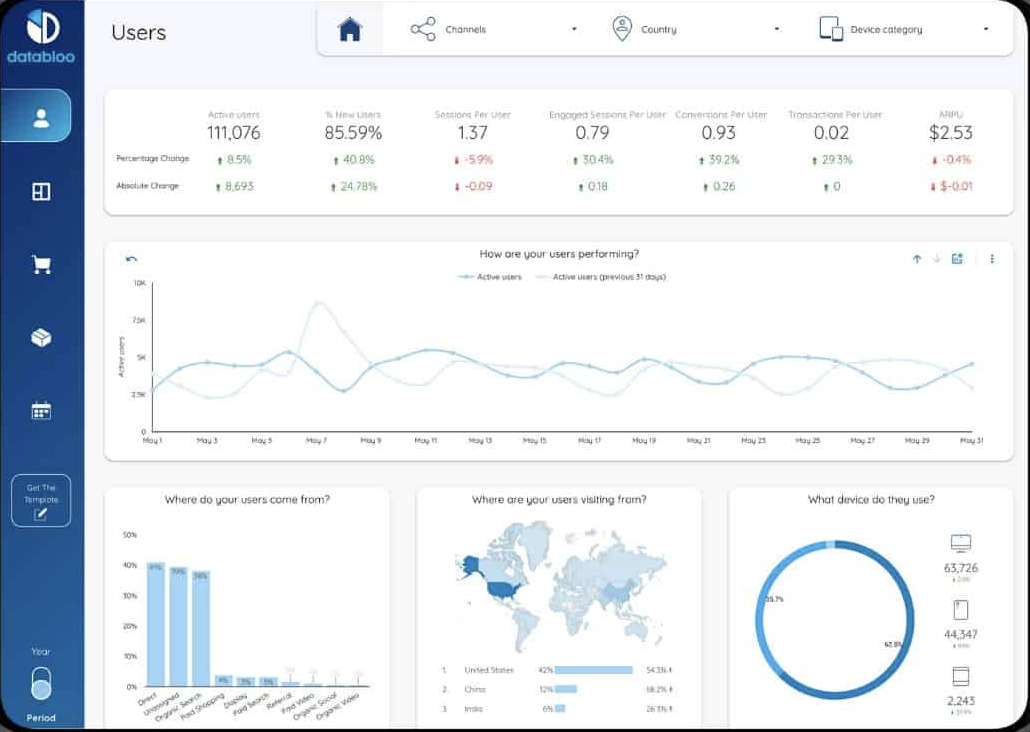 databloo
Users
Channels
Country
Device category
Active users
% New Users
Sessions Per User
Engaged Sessions Per User
Conversions Per User
Transactions Per User
ARPU
111,076
85.59%
1.37
0.79
0.93
0.02
$2.53
Percentage Change
8.5%
40.8%
-5.9%
30.4%
39.2%
29.3%
-0.4%
Absolute Change
8,693
24.78%
-0.09
0.18
0.26
0
$-0.01
How are your users performing?
Active users
Active users (previous 31 days)
Active users
10K
7.5K
5K
2.5K
0
May 1
May 3
May 5
May 7
May 9
May 11
May 13
May 15
May 17
May 19
May 21
May 23
May 25
May 27
May 29
May 31
Get The
Template
Year
Period
Where do your users come from?
50%
40%
30%
20%
10%
0%
4%
3%
3%
Direct
Unassigned
Organic Search
Paid Shopping
Display
Paid Search
Referral
Paid Video
Organic Social
Organic Video
Where are your users visiting from?
1. United States 42% 54.3%
2. China 12% 68.2%
3. India 6% 26.3%
What device do they use?
63,726
44,347
2,243